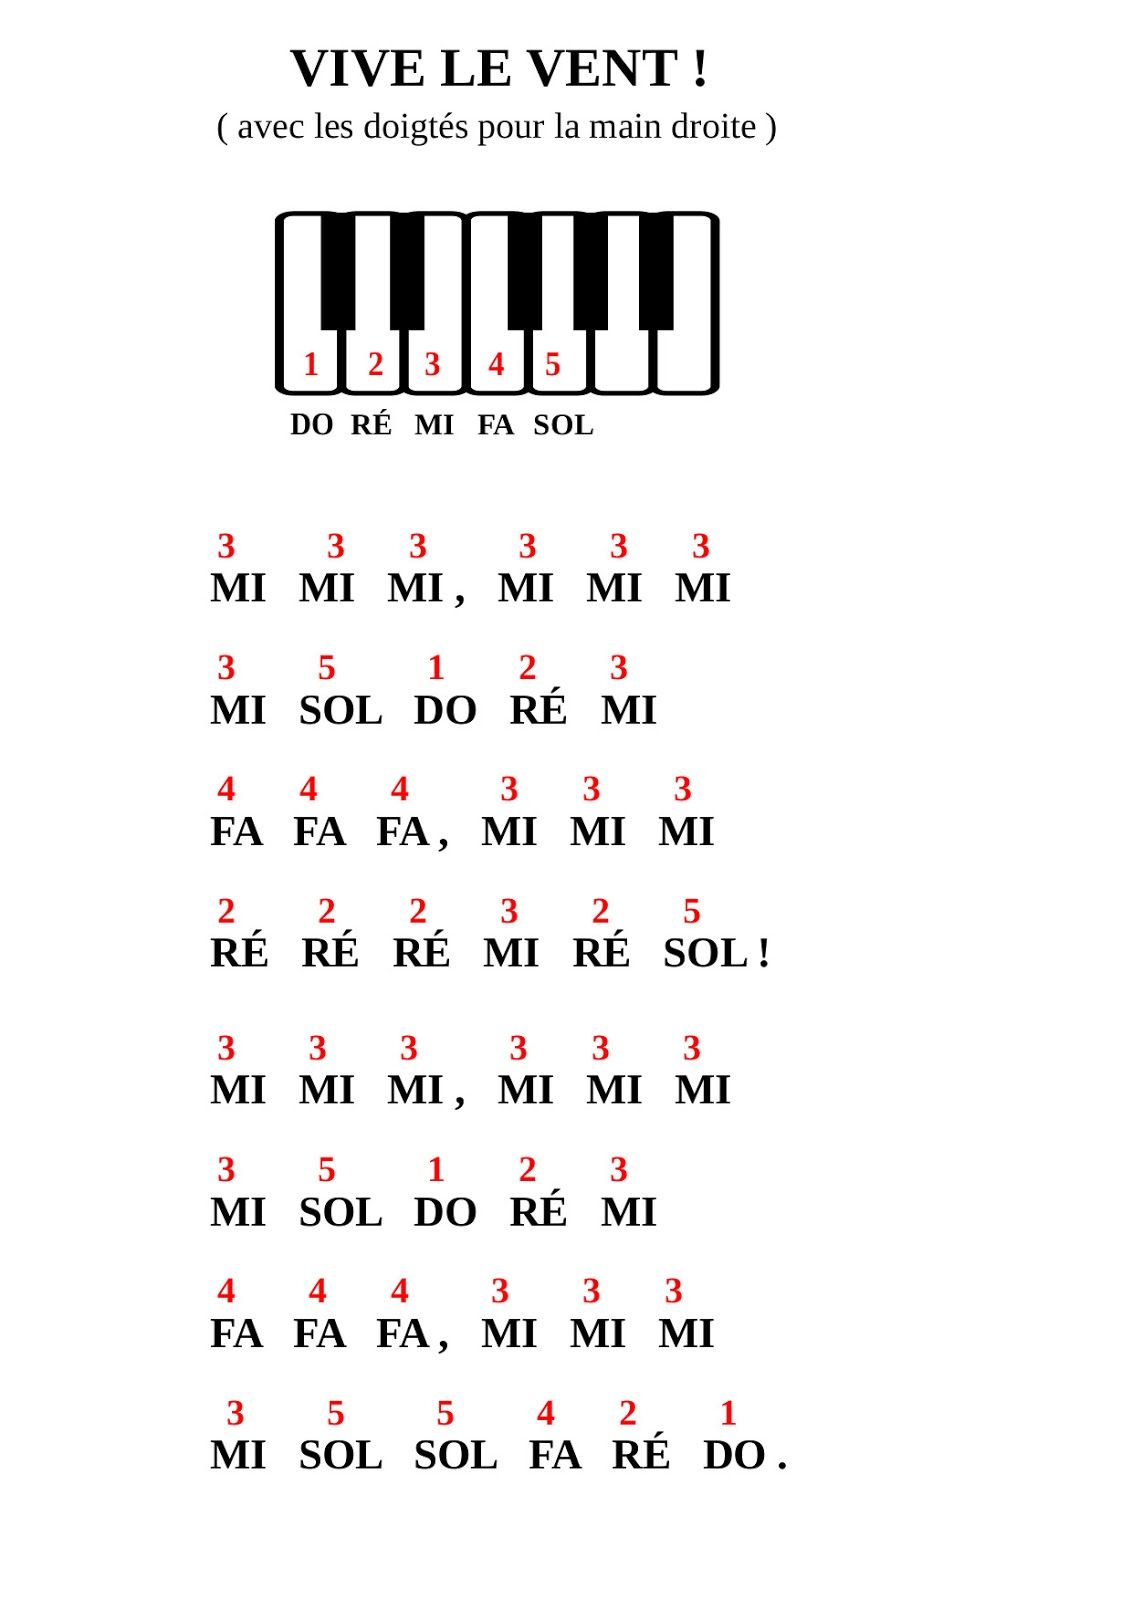 VIVE LE VENT !
( avec les doigtés pour la main droite )
1 2 3 4 5
DO RÉ MI FA SOL
3 3 3 3 3 3
MI MI MI , MI MI MI
3 5 1 2 3
MI SOL DO RÉ MI
4 4 4 3 3 3
FA FA FA , MI MI MI
2 2 2 3 2 5
RÉ RÉ RÉ MI RÉ SOL !
3 3 3 3 3 3
MI MI MI , MI MI MI
3 5 1 2 3
MI SOL DO RÉ MI
4 4 4 3 3 3
FA FA FA , MI MI MI
3 5 5 4 2 1
MI SOL SOL FA RÉ DO .